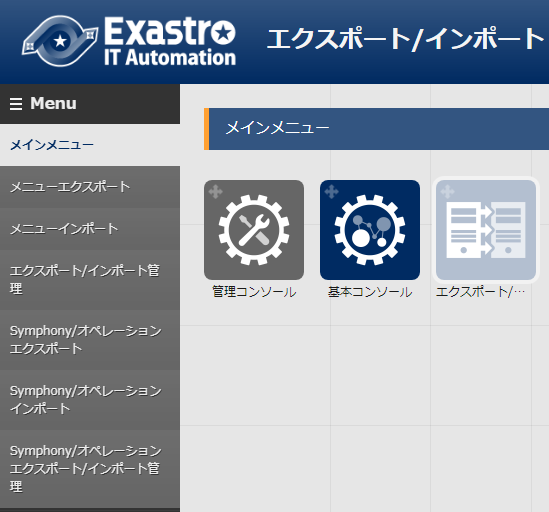 Exastro
IT Automation
エクスポート/インポート
Menu
メインメニュー
メニューエクスポート
メニューインポート
エクスポート/インポート管
理
Symphony/オペレーション
エクスポート
Symphony/オペレーション
インポート
Symphony/オペレーション
エクスポート/インポート管
理
メインメニュー
管理コンソール
基本コンソール
エクスポート/…